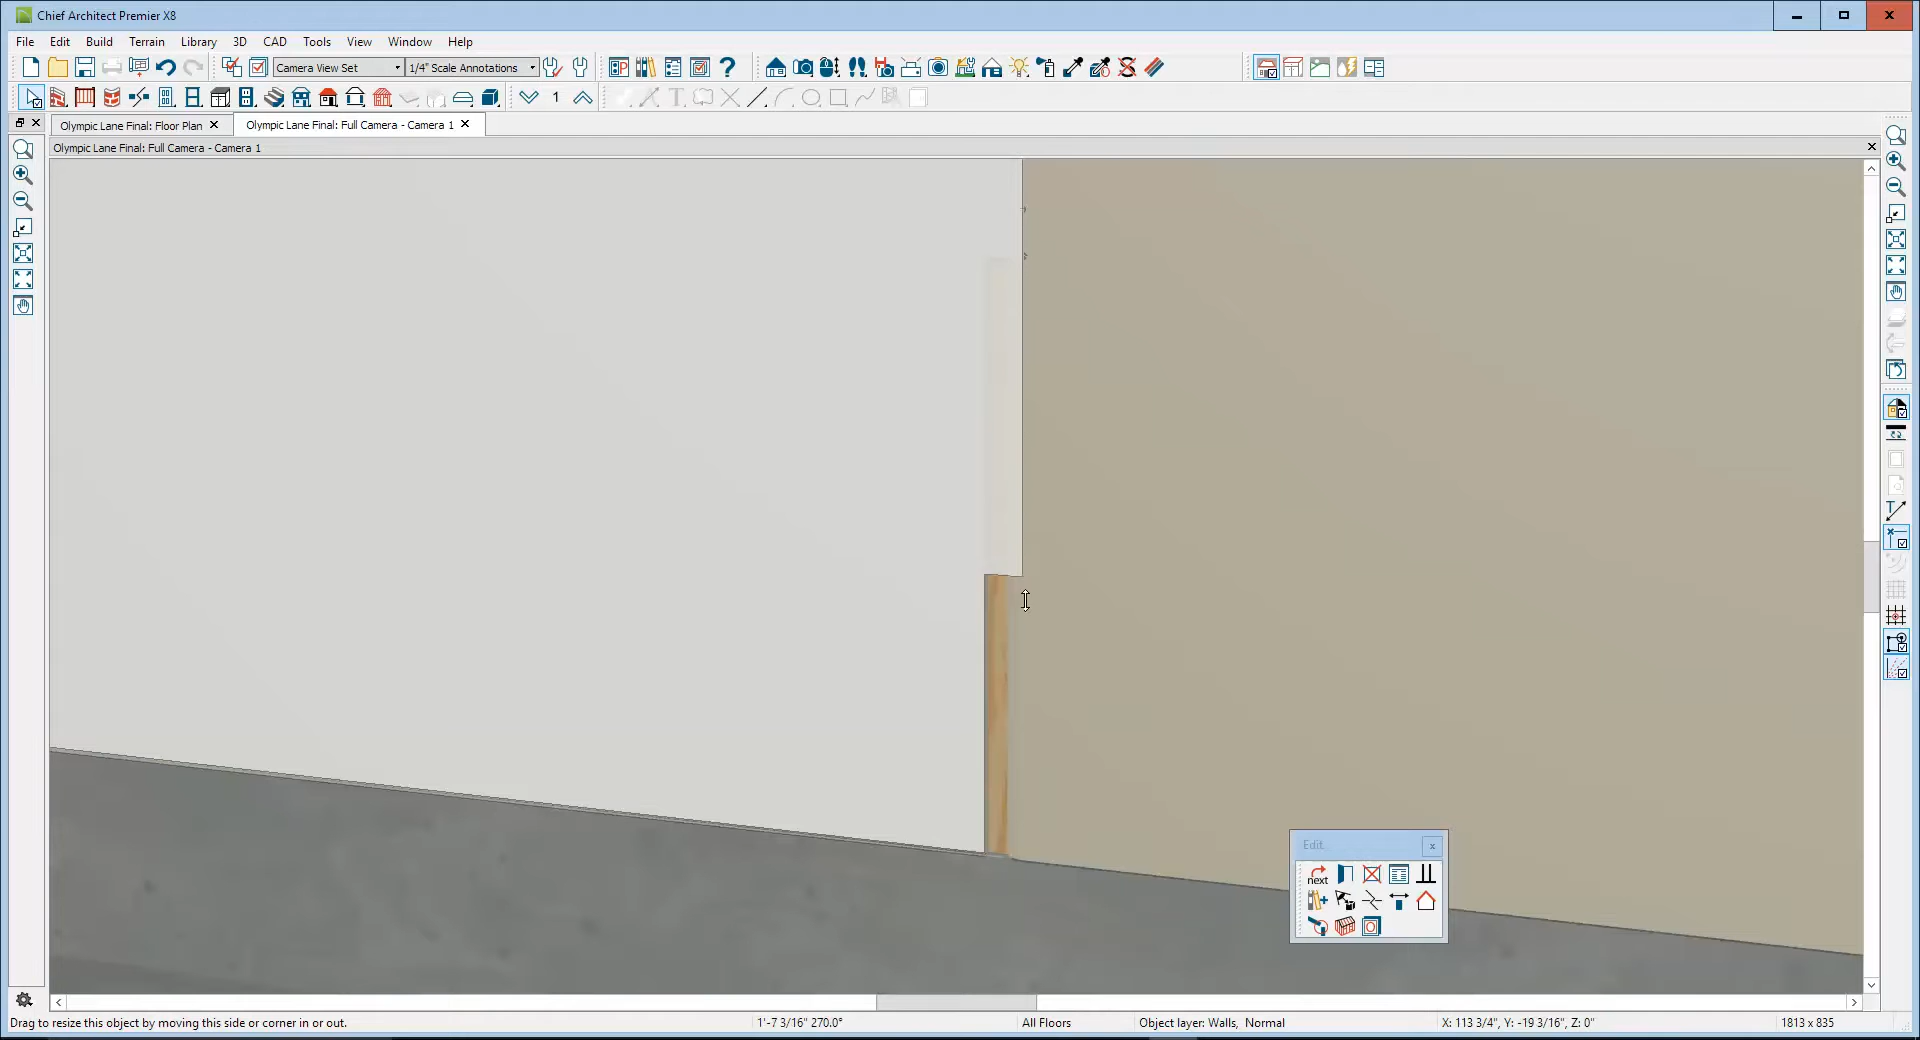 Chief Architect Premier X8
File Edit Build Terrain Library 3D CAD Tools View Window Help
Camera View Set 1/4" Scale Annotations
1
Olympic Lane Final: Floor Plan Olympic Lane Final: Full Camera - Camera 1
Olympic Lane Final: Full Camera - Camera 1
Edit
next
Drag to resize this object by moving this side or corner in or out. 1'-7 3/16" 270.0° All Floors Object layer: Walls, Normal X: 113 3/4", Y: -19 3/16", Z: 0" 1813 x 835